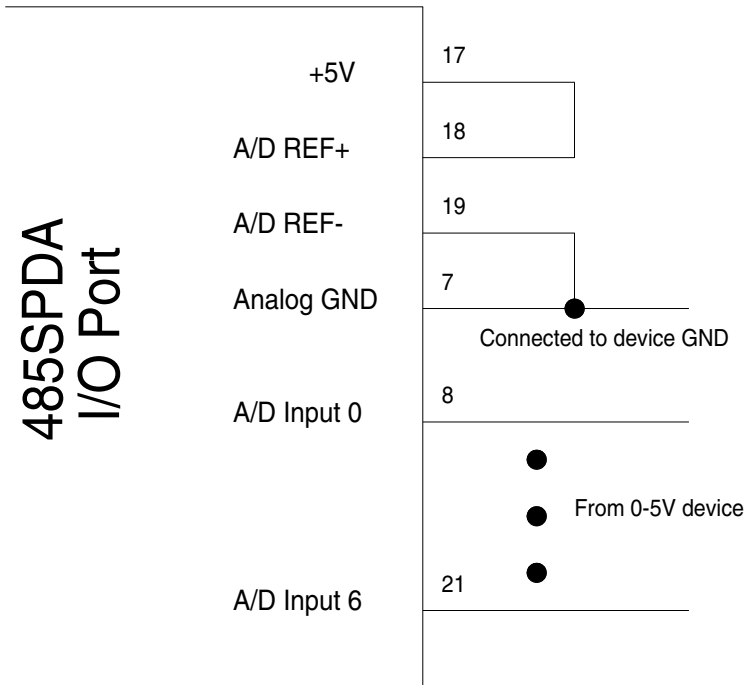 485SPDA
I/O Port
+5V
17
A/D REF+
18
A/D REF-
19
Analog GND
7
Connected to device GND
A/D Input 0
8
From 0-5V device
A/D Input 6
21